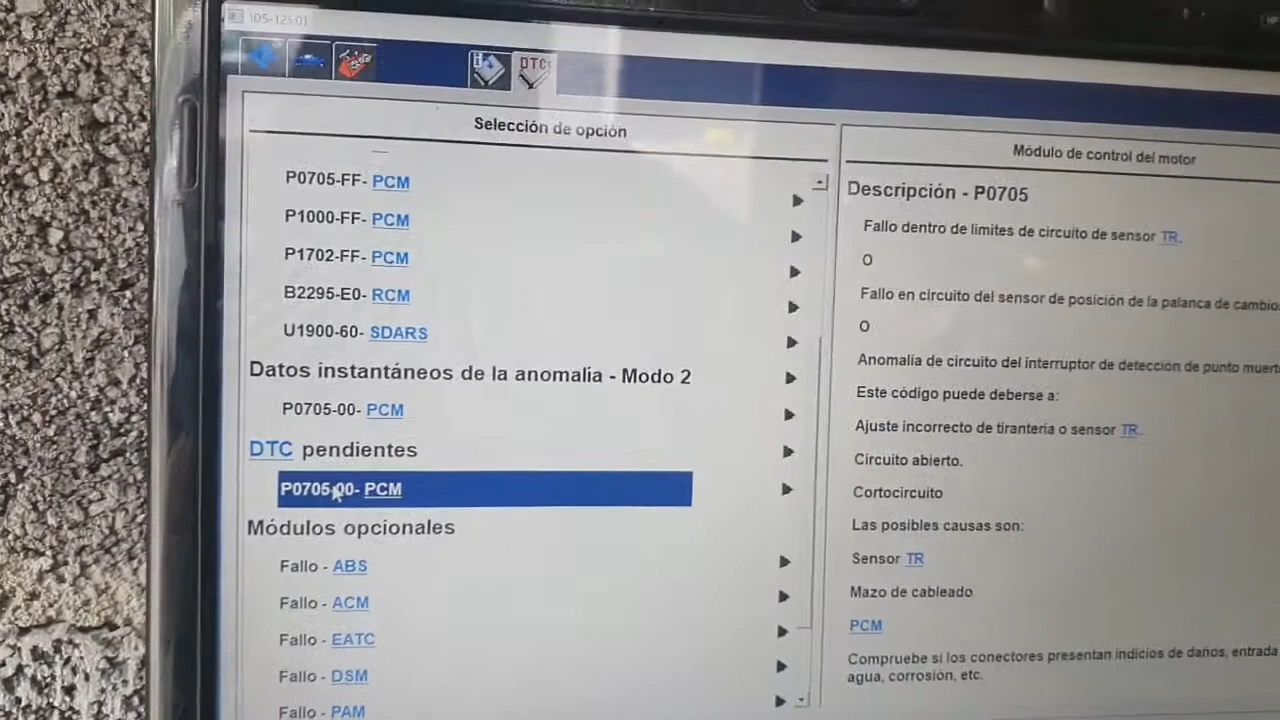 IDS-125.01
DTC
Selección de opción
P0705-FF- PCM
P1000-FF- PCM
P1702-FF- PCM
B2295-E0- RCM
U1900-60- SDARS
Datos instantáneos de la anomalia - Modo 2
P0705-00- PCM
DTC pendientes
P0705-00- PCM
Módulos opcionales
Fallo - ABS
Fallo - ACM
Fallo - EATC
Fallo - DSM
Fallo - PAM
Módulo de control del motor
Descripción - P0705
Fallo dentro de limites de circuito de sensor TR.
O
Fallo en circuito del sensor de posición de la palanca de cambio
O
Anomalía de circuito del interruptor de detección de punto muert
Este código puede deberse a:
Ajuste incorrecto de tirantería o sensor TR.
Circuito abierto.
Cortocircuito
Las posibles causas son:
Sensor TR
Mazo de cableado
PCM
Compruebe si los conectores presentan indicios de daños, entrada
agua, corrosión, etc.